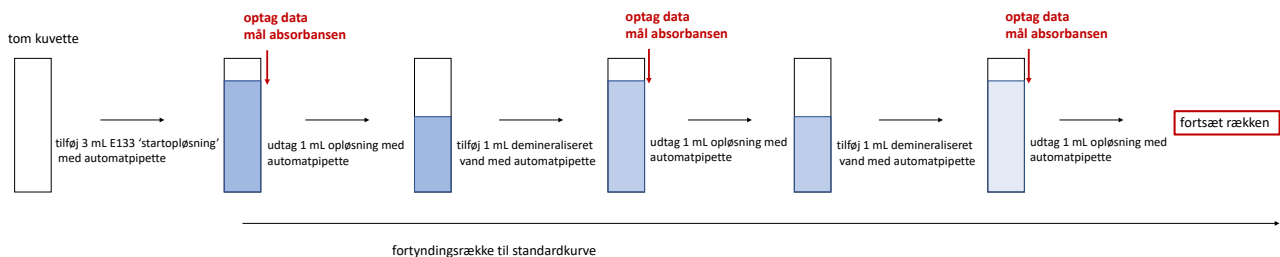 tom kuvette
tilføj 3 mL E133 ‘startopløsning’
med automatpipette
optag data
mål absorbansen
udtag 1 mL opløsning med
automatpipette
tilføj 1 mL demineraliseret
vand med automatpipette
optag data
mål absorbansen
udtag 1 mL opløsning med
automatpipette
tilføj 1 mL demineraliseret
vand med automatpipette
optag data
mål absorbansen
udtag 1 mL opløsning med
automatpipette
fortsæt rækken
fortyndingsrække til standardkurve